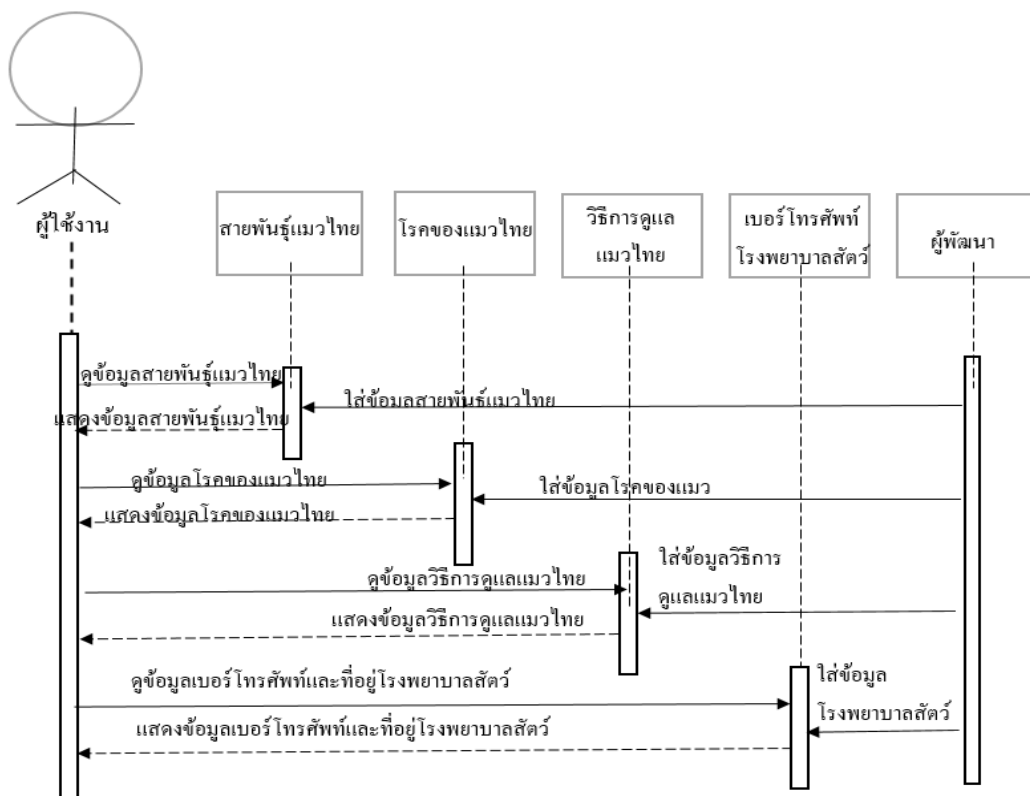 ผู้ใช้งาน
สายพันธุ์แมวไทย
โรคของแมวไทย
วิธีการดูแล
แมวไทย
เบอร์โทรศัพท์
โรงพยาบาลสัตว์
ผู้พัฒนา
ดูข้อมูลสายพันธุ์แมวไทย
ใส่ข้อมูลสายพันธุ์แมวไทย
แสดงข้อมูลสายพันธุ์แมวไทย
ดูข้อมูลโรคของแมวไทย
ใส่ข้อมูลโรคของแมว
แสดงข้อมูลโรคของแมวไทย
ดูข้อมูลวิธีการดูแลแมวไทย
ใส่ข้อมูลวิธีการ
ดูแลแมวไทย
แสดงข้อมูลวิธีการดูแลแมวไทย
ดูข้อมูลเบอร์โทรศัพท์และที่อยู่โรงพยาบาลสัตว์
ใส่ข้อมูล
โรงพยาบาลสัตว์
แสดงข้อมูลเบอร์โทรศัพท์และที่อยู่โรงพยาบาลสัตว์